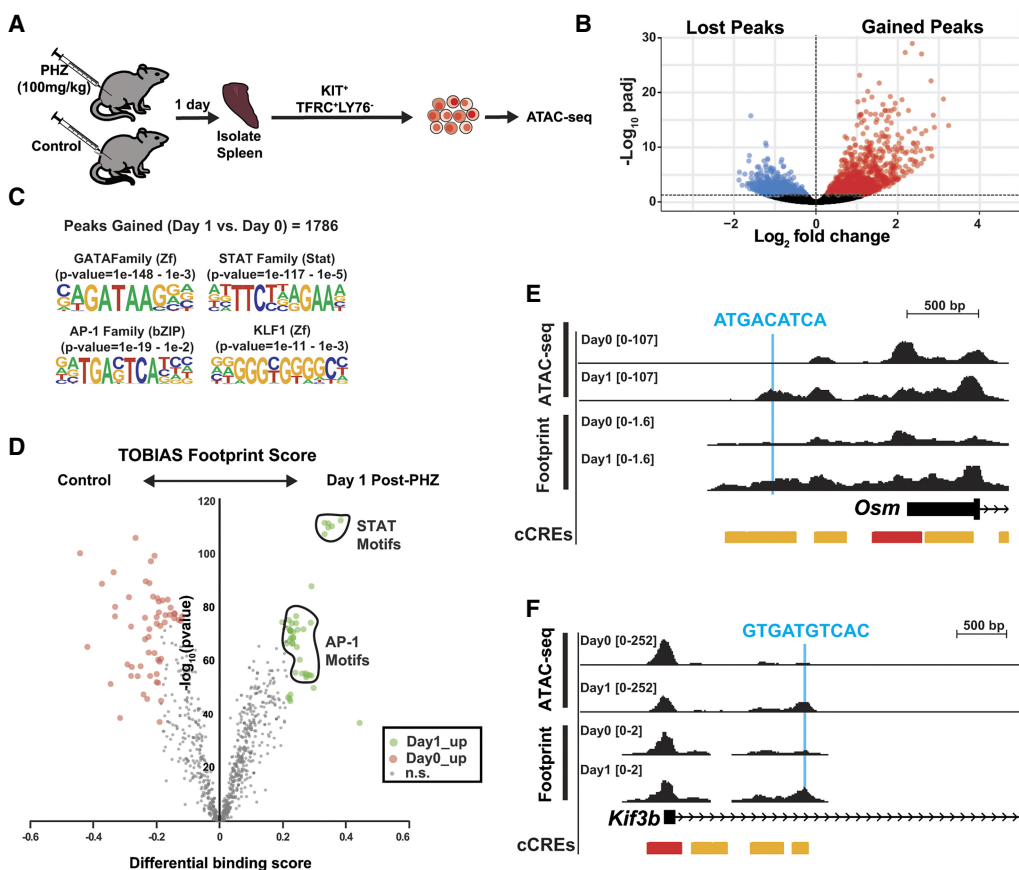 A
PHZ
(100mg/kg)
Control
1 day
Isolate
Spleen
KIT+
TFRC+LY76-
ATAC-seq
B
Lost Peaks
Gained Peaks
30
20
10
0
-Log10 padj
−2
0
2
4
Log2 fold change
C
Peaks Gained (Day 1 vs. Day 0) = 1786
GATAFamily (Zf)
(p-value=1e-148 - 1e-3)
STAT Family (Stat)
(p-value=1e-117 - 1e-5)
AGATAAG
TTCT AGAA
AP-1 Family (bZIP)
(p-value=1e-19 - 1e-2)
KLF1 (Zf)
(p-value=1e-11 - 1e-3)
TGAGTCA
GGGTGTGGC
D
TOBIAS Footprint Score
Control
Day 1 Post-PHZ
120
100
80
60
40
20
-log10(pvalue)
STAT
Motifs
AP-1
Motifs
Day1_up
Day0_up
n.s.
-0.6
-0.4
-0.2
0
0.2
0.4
0.6
Differential binding score
E
500 bp
ATGACATCA
ATAC-seq
Day0 [0-107]
Day1 [0-107]
Footprint
Day0 [0-1.6]
Day1 [0-1.6]
Osm
cCREs
F
500 bp
GTGATGTCAC
ATAC-seq
Day0 [0-252]
Day1 [0-252]
Footprint
Day0 [0-2]
Day1 [0-2]
Kif3b
cCREs